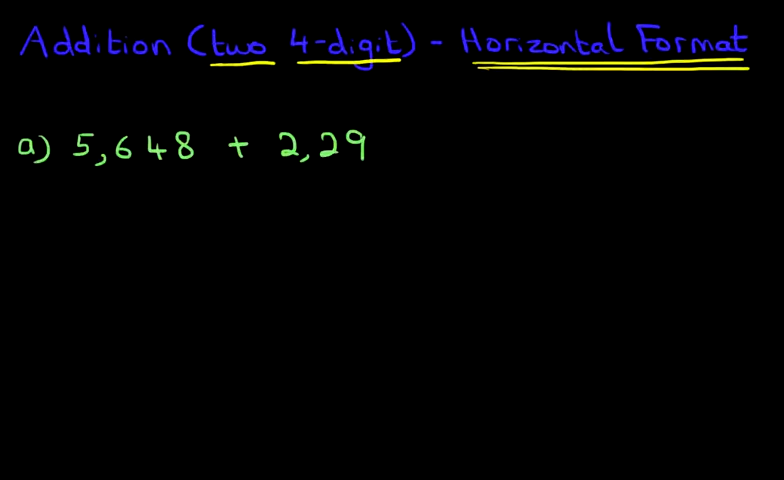 Addition (two 4-digit) - Horizontal Format
a) 5,648 + 2,29